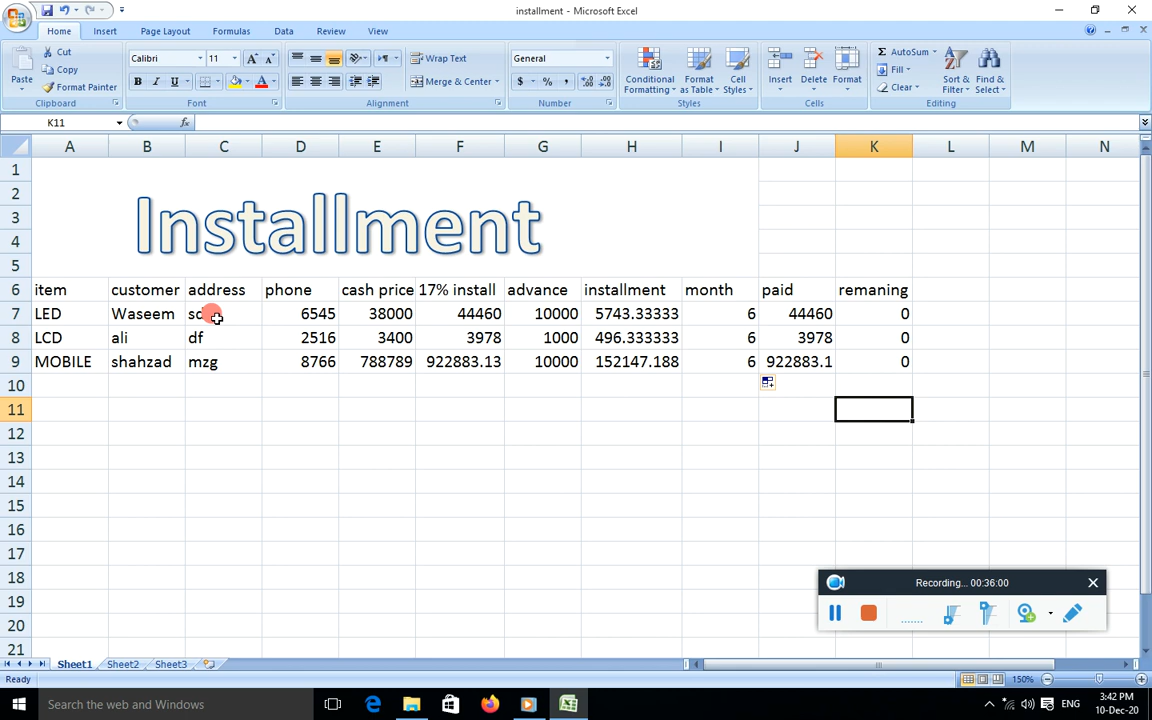 installment - Microsoft Excel
Home Insert Page Layout Formulas Data Review View
Paste Cut Copy Format Painter Clipboard
Calibri 11 B I U Font
Wrap Text Merge & Center Alignment
General $ % , Number
Conditional Formatting Format as Table Cell Styles Styles
Insert Delete Format Cells
AutoSum Fill Clear Sort & Filter Find & Select Editing
K11 fx
A B C D E F G H I J K L M N
1
2
3
4
5
Installment
6 item customer address phone cash price 17% install advance installment month paid remaning
7 LED Waseem 6545 38000 44460 10000 5743.33333 6 44460 0
8 LCD ali df 2516 3400 3978 1000 496.333333 6 3978 0
9 MOBILE shahzad mzg 8766 788789 922883.13 10000 152147.188 6 922883.1 0
10
11
12
13
14
15
16
17
18
19
20
21
Recording... 00:36:00
Sheet1 Sheet2 Sheet3
Ready 150%
Search the web and Windows
ENG
3:42 PM
10-Dec-20